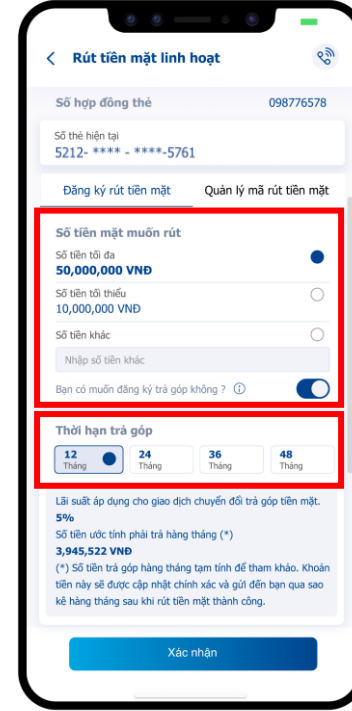 Rút tiền mặt linh hoạt
Số hợp đồng thẻ 098776578
Số thẻ hiện tại
5212- **** - ****-5761
Đăng ký rút tiền mặt Quản lý mã rút tiền mặt
Số tiền mặt muốn rút
Số tiền tối đa
50,000,000 VNĐ
Số tiền tối thiểu
10,000,000 VNĐ
Số tiền khác
Nhập số tiền khác
Bạn có muốn đăng ký trả góp không ?
Thời hạn trả góp
12 24 36 48
Tháng Tháng Tháng Tháng
Lãi suất áp dụng cho giao dịch chuyển đổi trả góp tiền mặt.
5%
Số tiền ước tính phải trả hàng tháng (*)
3,945,522 VNĐ
(*) Số tiền trả góp hàng tháng tạm tính để tham khảo. Khoản
tiền này sẽ được cập nhật chính xác và gửi đến bạn qua sao
kê hàng tháng sau khi rút tiền mặt thành công.
Xác nhận